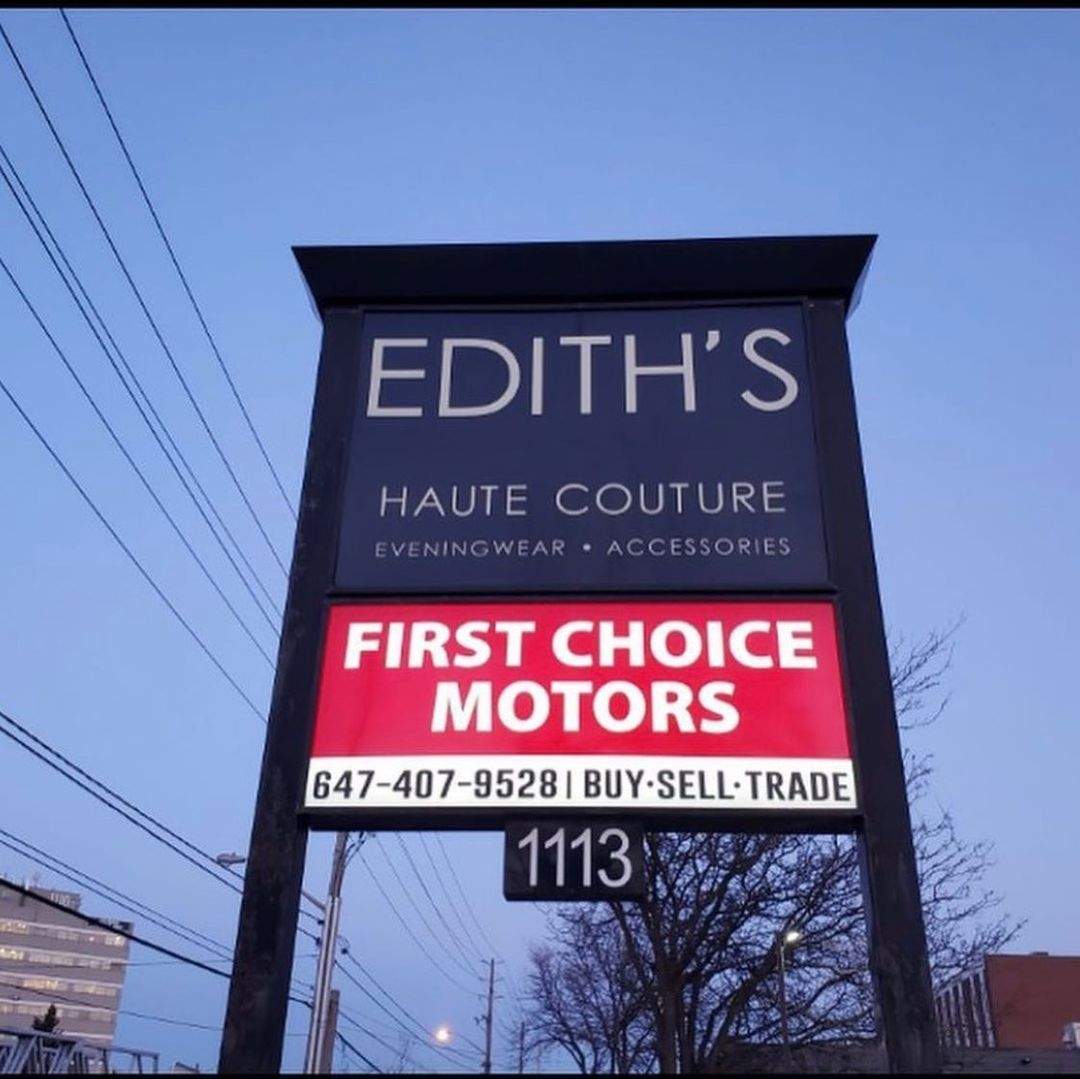 EDITH'S
HAUTE COUTURE
EVENINGWEAR • ACCESSORIES
FIRST CHOICE
MOTORS
647-407-9528 | BUY·SELL·TRADE
1113